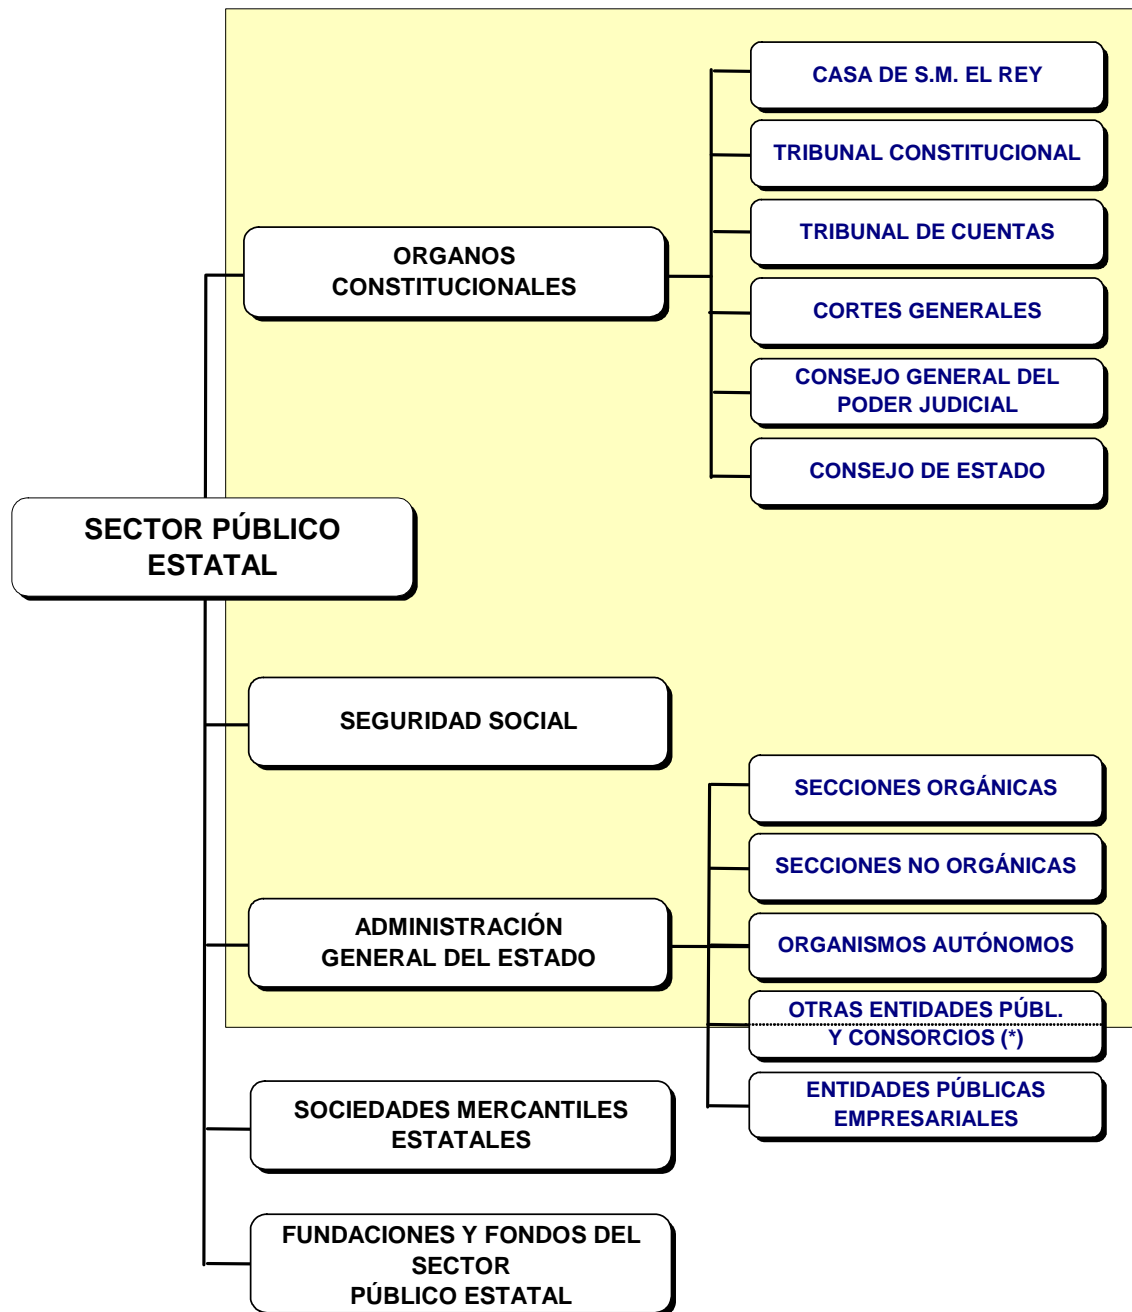 CASA DE S.M. EL REY
TRIBUNAL CONSTITUCIONAL
TRIBUNAL DE CUENTAS
ORGANOS
CONSTITUCIONALES
CORTES GENERALES
CONSEJO GENERAL DEL
PODER JUDICIAL
CONSEJO DE ESTADO
SECTOR PÚBLICO
ESTATAL
SEGURIDAD SOCIAL
SECCIONES ORGÁNICAS
SECCIONES NO ORGÁNICAS
ADMINISTRACIÓN
GENERAL DEL ESTADO
ORGANISMOS AUTÓNOMOS
OTRAS ENTIDADES PÚBL.
Y CONSORCIOS (*)
ENTIDADES PÚBLICAS
EMPRESARIALES
SOCIEDADES MERCANTILES
ESTATALES
FUNDACIONES Y FONDOS DEL
SECTOR
PÚBLICO ESTATAL